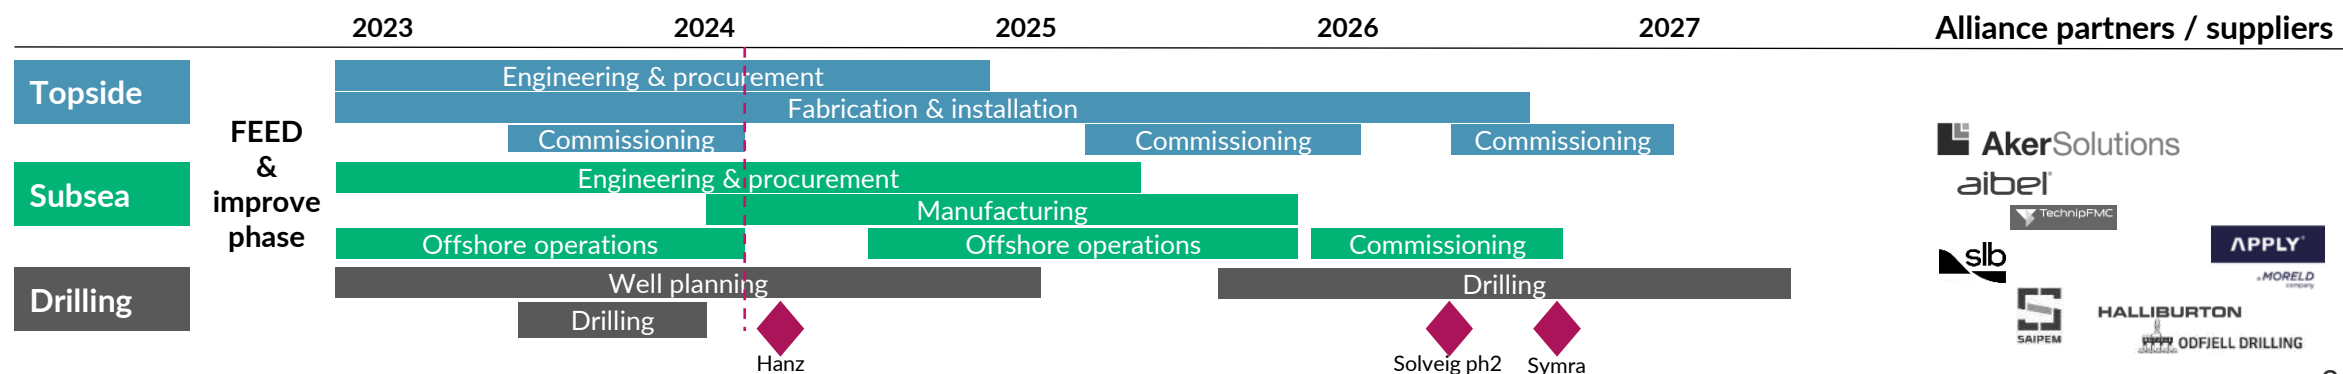 2023 2024 2025 2026 2027 Alliance partners / suppliers
Topside
Engineering & procurement
Fabrication & installation
Commissioning Commissioning Commissioning
FEED
&
improve
phase
Subsea
Engineering & procurement
Manufacturing
Offshore operations Offshore operations Commissioning
Drilling
Well planning Drilling
Drilling
Hanz Solveig ph2 Symra
AkerSolutions
aibel
TechnipFMC
APPLY
slb
MORELD
company
SAIPEM
HALLIBURTON
ODFJELL DRILLING